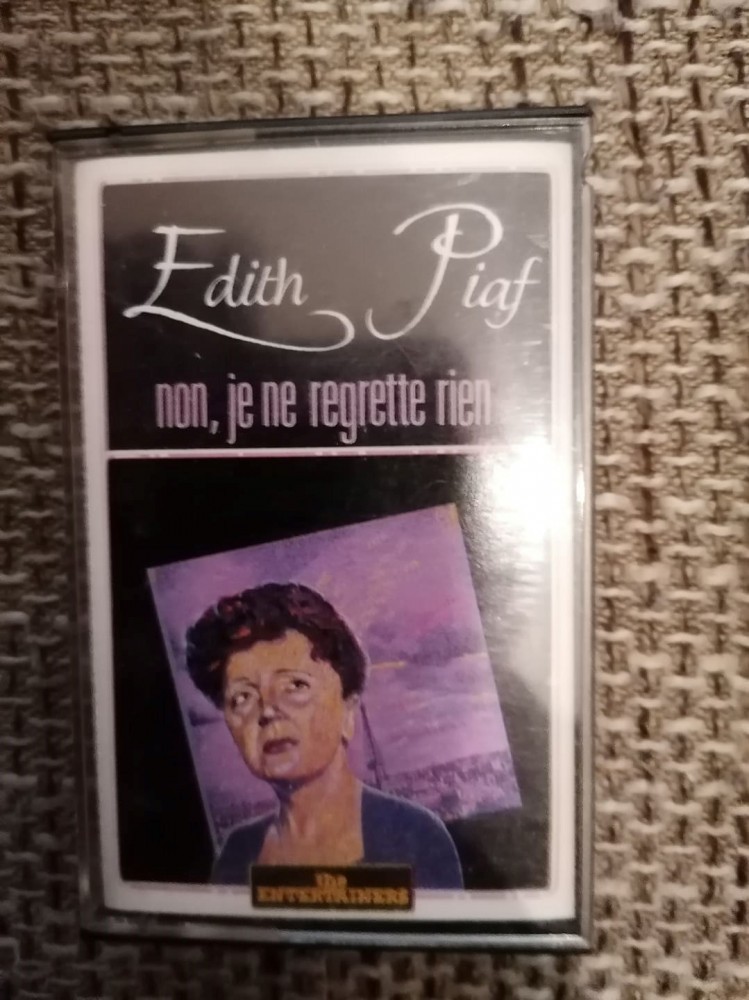 Edith Piaf
non, je ne regrette rien
the
ENTERTAINERS